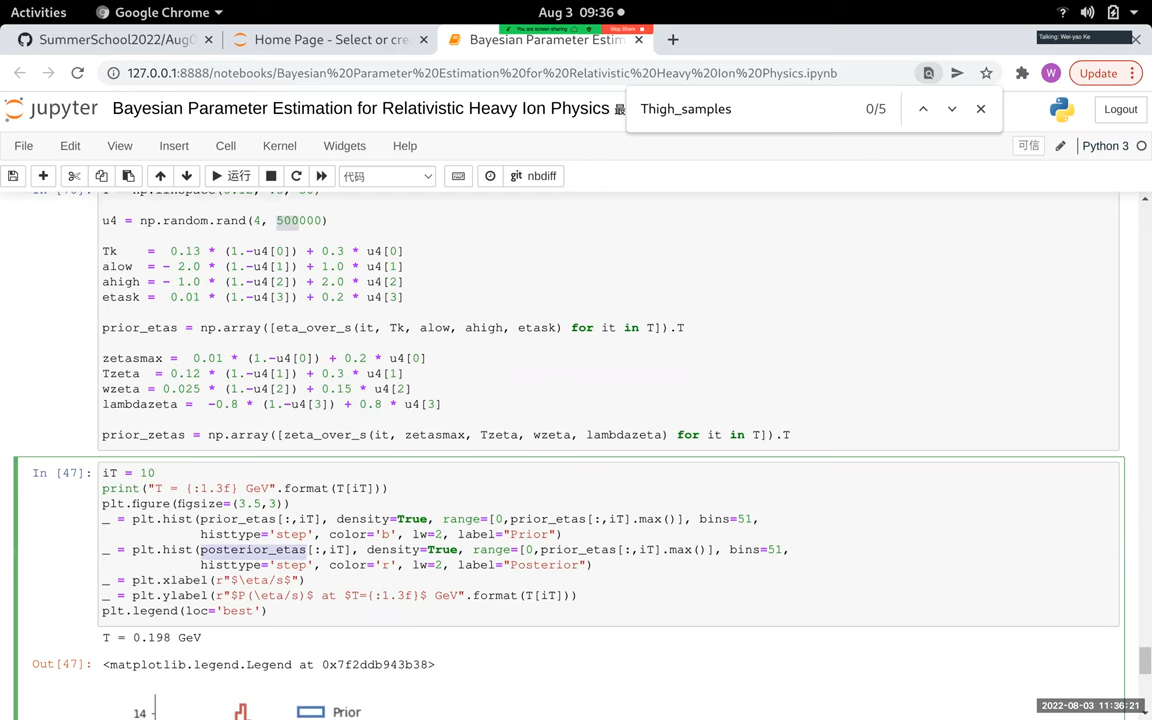 Activities
Google Chrome
Aug 3 09:36
You are screen sharing
Stop Share
SummerSchool2022/Aug0
Home Page - Select or cre
Bayesian Parameter Estim
Talking: Wei-yao Ke
127.0.0.1:8888/notebooks/Bayesian%20Parameter%20Estimation%20for%20Relativistic%20Heavy%20Ion%20Physics.ipynb
W
Update
Thigh_samples 0/5
jupyter Bayesian Parameter Estimation for Relativistic Heavy Ion Physics 最
Logout
File Edit View Insert Cell Kernel Widgets Help
可信
Python 3
运行
代码
nbdiff
git
u4 = np.random.rand(4, 500000)
Tk = 0.13 * (1.-u4[0]) + 0.3 * u4[0]
alow = - 2.0 * (1.-u4[1]) + 1.0 * u4[1]
ahigh = - 1.0 * (1.-u4[2]) + 2.0 * u4[2]
etask = 0.01 * (1.-u4[3]) + 0.2 * u4[3]
prior_etas = np.array([eta_over_s(it, Tk, alow, ahigh, etask) for it in T]).T
zetasmax = 0.01 * (1.-u4[0]) + 0.2 * u4[0]
Tzeta = 0.12 * (1.-u4[1]) + 0.3 * u4[1]
wzeta = 0.025 * (1.-u4[2]) + 0.15 * u4[2]
lambdazeta = -0.8 * (1.-u4[3]) + 0.8 * u4[3]
prior_zetas = np.array([zeta_over_s(it, zetasmax, Tzeta, wzeta, lambdazeta) for it in T]).T
In [47]: iT = 10
print("T = {:1.3f} GeV".format(T[iT]))
plt.figure(figsize=(3.5,3))
_ = plt.hist(prior_etas[:,iT], density=True, range=[0,prior_etas[:,iT].max()], bins=51,
histtype='step', color='b', lw=2, label="Prior")
_ = plt.hist(posterior_etas[:,iT], density=True, range=[0,prior_etas[:,iT].max()], bins=51,
histtype='step', color='r', lw=2, label="Posterior")
_ = plt.xlabel(r"$\eta/s$")
_ = plt.ylabel(r"$P(\eta/s)$ at $T={:1.3f}$ GeV".format(T[iT]))
plt.legend(loc='best')
T = 0.198 GeV
Out[47]: <matplotlib.legend.Legend at 0x7f2ddb943b38>
14
Prior
2022-08-03 11:36:21